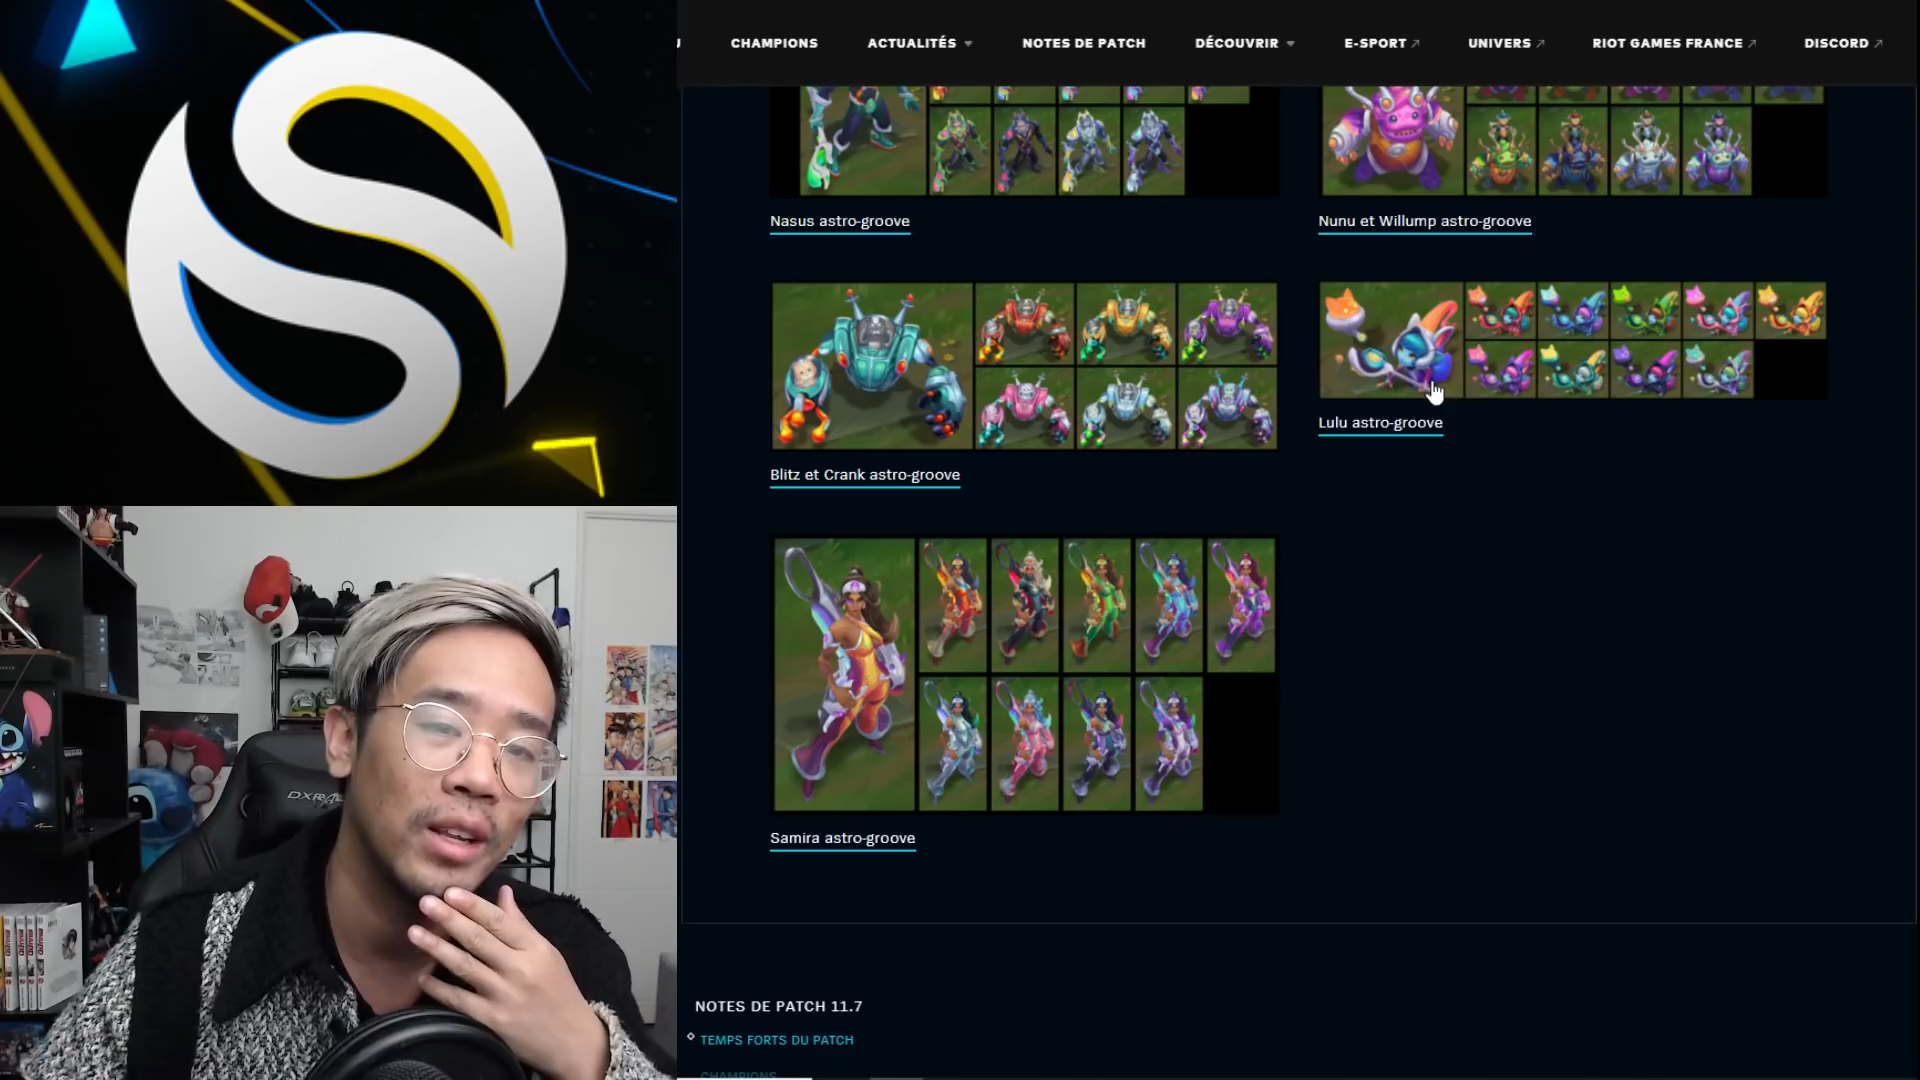 CHAMPIONS ACTUALITÉS NOTES DE PATCH DÉCOUVRIR E-SPORT UNIVERS RIOT GAMES FRANCE DISCORD
Nasus astro-groove
Nunu et Willump astro-groove
Blitz et Crank astro-groove
Lulu astro-groove
Samira astro-groove
NOTES DE PATCH 11.7
TEMPS FORTS DU PATCH
CHAMPIONS